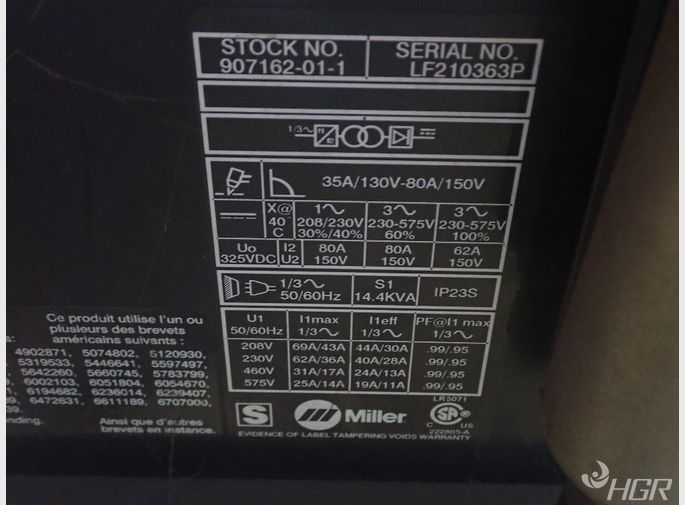 STOCK NO. SERIAL NO.
907162-01-1 LF210363P
1/3~ f1 f2
35A/130V-80A/150V
X@ 40 C 1~ 208/230V 30%/40% 3~ 230-575V 60% 3~ 230-575V 100%
Uo 325VDC I2 80A 80A 62A
U2 150V 150V 150V
1/3~ 50/60Hz S1 14.4KVA IP23S
U1 50/60Hz I1max 1/3~ I1eff 1/3~ PF@I1 max 1/3~
208V 69A/43A 44A/30A .99/.95
230V 62A/36A 40A/28A .99/.95
460V 31A/17A 24A/13A .99/.95
575V 25A/14A 19A/11A .99/.95
LR5071
S Miller SA C US
222805-A
EVIDENCE OF LABEL TAMPERING VOIDS WARRANTY
Ce produit utilise l'un ou
plusieurs des brevets
américains suivants :
4902871, 5074802, 5120930,
5319533, 5446641, 5597497,
5642260, 5660745, 5783799,
6002103, 6051804, 6054670,
6194682, 6236014, 6239407,
6472631, 6611189, 670700
Ainsi que d'autres
brevets en instance.
HGR